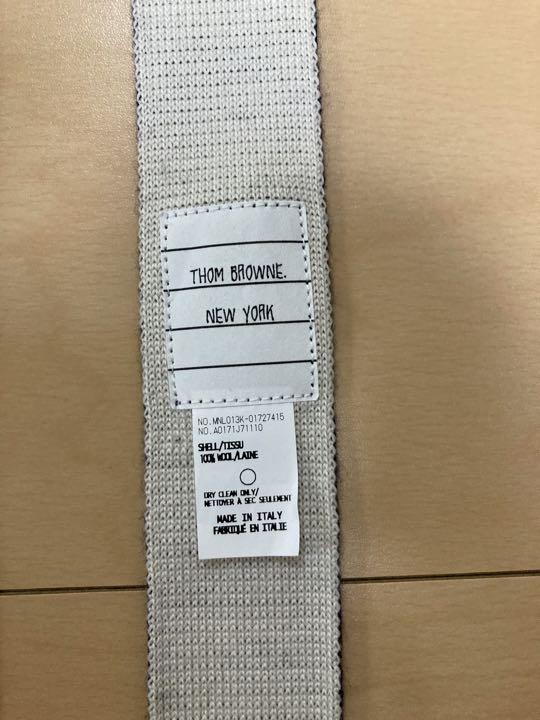 THOM BROWNE.
NEW YORK
NO.MNL013K-01727415
NO.A0171J71110
SHELL/TISSU
100% WOOL/LAINE
DRY CLEAN ONLY/
NETTOYER À SEC SEULEMENT
MADE IN ITALY
FABRIQUÉ EN ITALIE